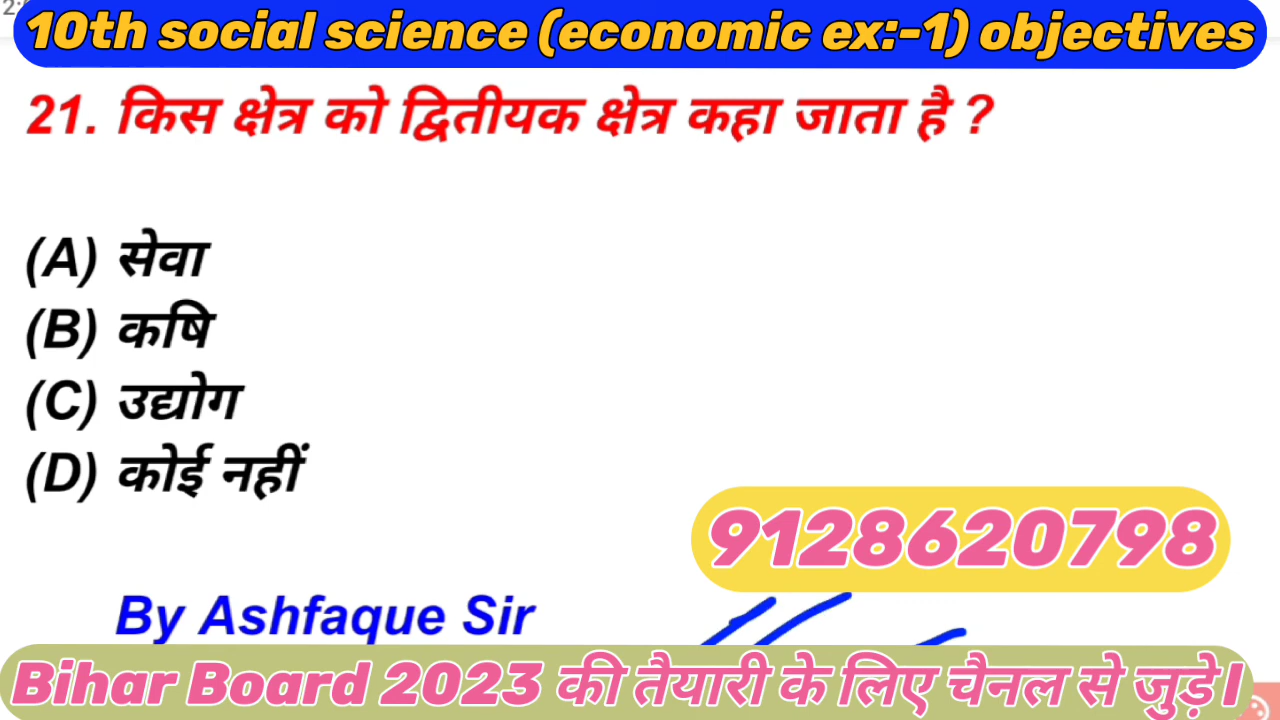 10th social science (economic ex:-1) objectives
21. किस क्षेत्र को द्वितीयक क्षेत्र कहा जाता है ?
(A) सेवा
(B) कषि
(C) उद्योग
(D) कोई नहीं
9128620798
By Ashfaque Sir
Bihar Board 2023 की तैयारी के लिए चैनल से जुड़े।